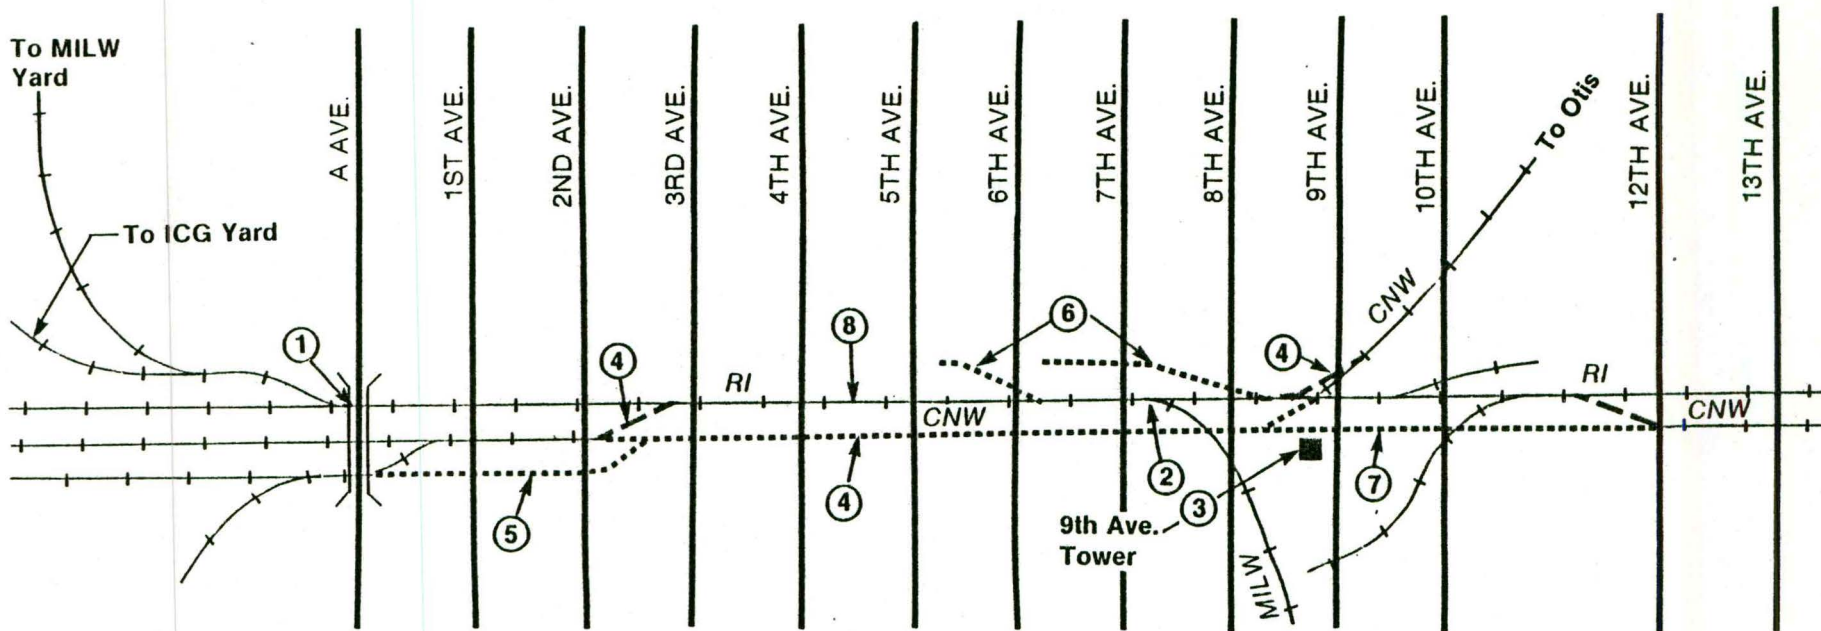 To MILW
Yard
To ICG Yard
A AVE.
1ST AVE.
2ND AVE.
3RD AVE.
4TH AVE.
5TH AVE.
6TH AVE.
7TH AVE.
8TH AVE.
9TH AVE.
10TH AVE.
12TH AVE.
13TH AVE.
To Otis
CNW
1
4
8
6
4
RI
RI
CNW
CNW
5
4
2
3
7
9th Ave.
Tower
MILW